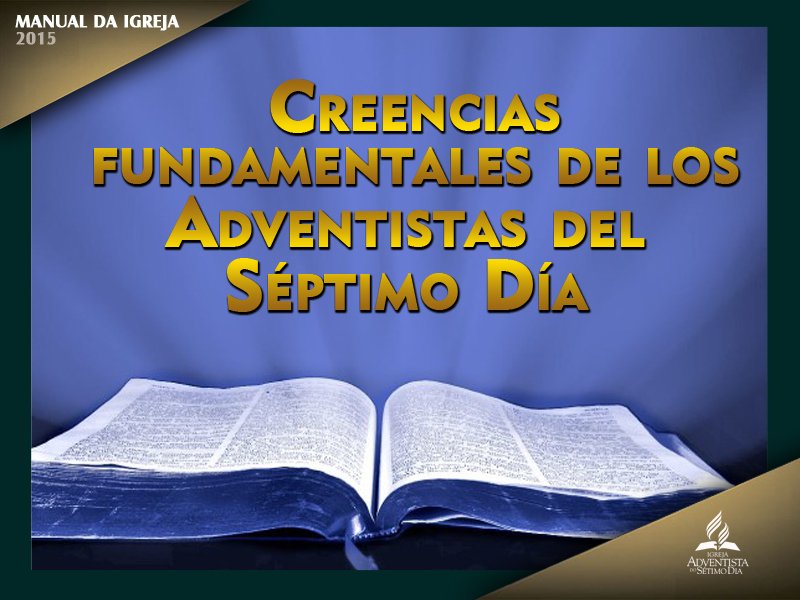 MANUAL DA IGREJA
2015
CREENCIAS
FUNDAMENTALES DE LOS
ADVENTISTAS DEL
SÉPTIMO DÍA
IGREJA
ADVENTISTA
DO SÉTIMO DIA